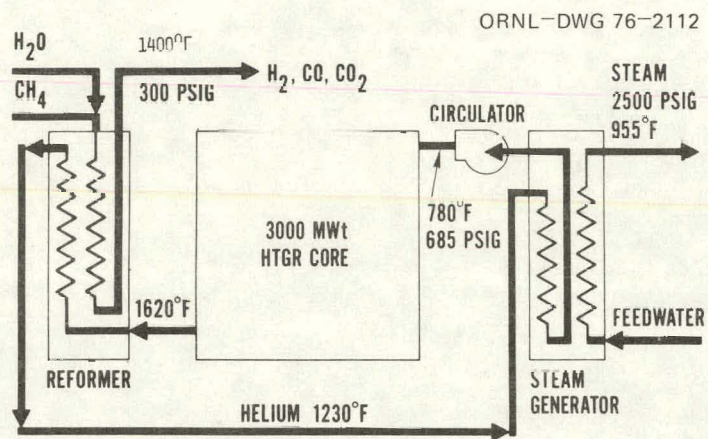 ORNL-DWG 76-2112
H₂O
CH₄
1400°F
300 PSIG
H₂, CO, CO₂
CIRCULATOR
STEAM
2500 PSIG
955°F
3000 MWt
HTGR CORE
780°F
685 PSIG
1620°F
FEEDWATER
REFORMER
STEAM
GENERATOR
HELIUM 1230°F